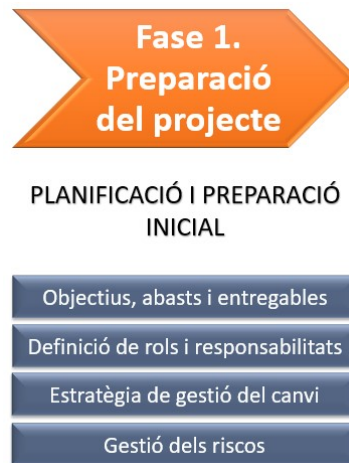 Fase 1.
Preparació
del projecte
PLANIFICACIÓ I PREPARACIÓ
INICIAL
Objectius, abasts i entregables
Definició de rols i responsabilitats
Estratègia de gestió del canvi
Gestió dels riscos